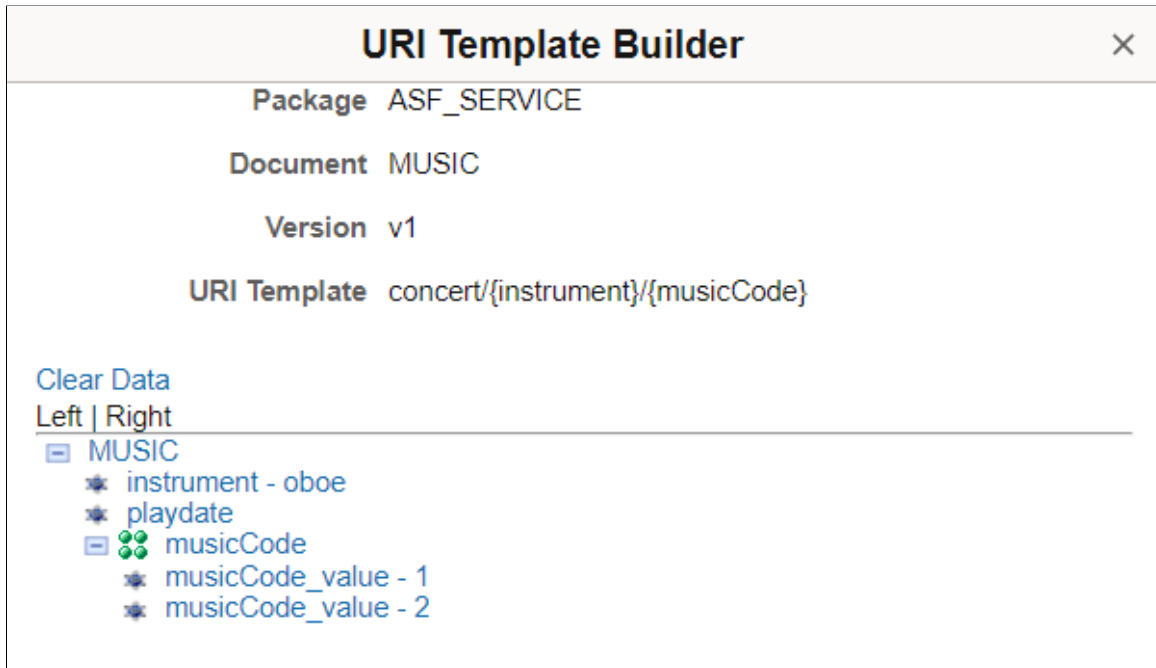 URI Template Builder ×
Package ASF_SERVICE
Document MUSIC
Version v1
URI Template concert/{instrument}/{musicCode}
Clear Data
Left | Right
MUSIC
instrument - oboe
playdate
musicCode
musicCode_value - 1
musicCode_value - 2